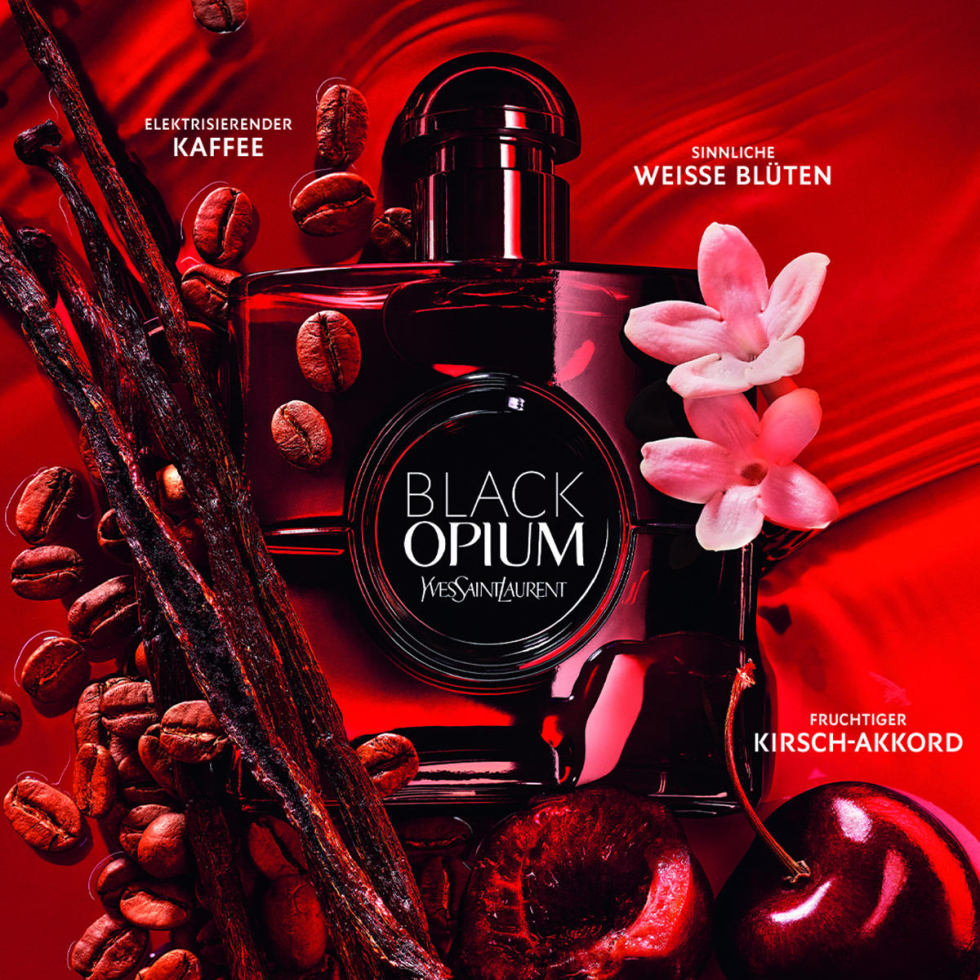 ELEKTRISIERENDER
KAFFEE
SINNLICHE
WEISSE BLÜTEN
BLACK
OPIUM
YVESSAINTLAURENT
FRUCHTIGER
KIRSCH-AKKORD